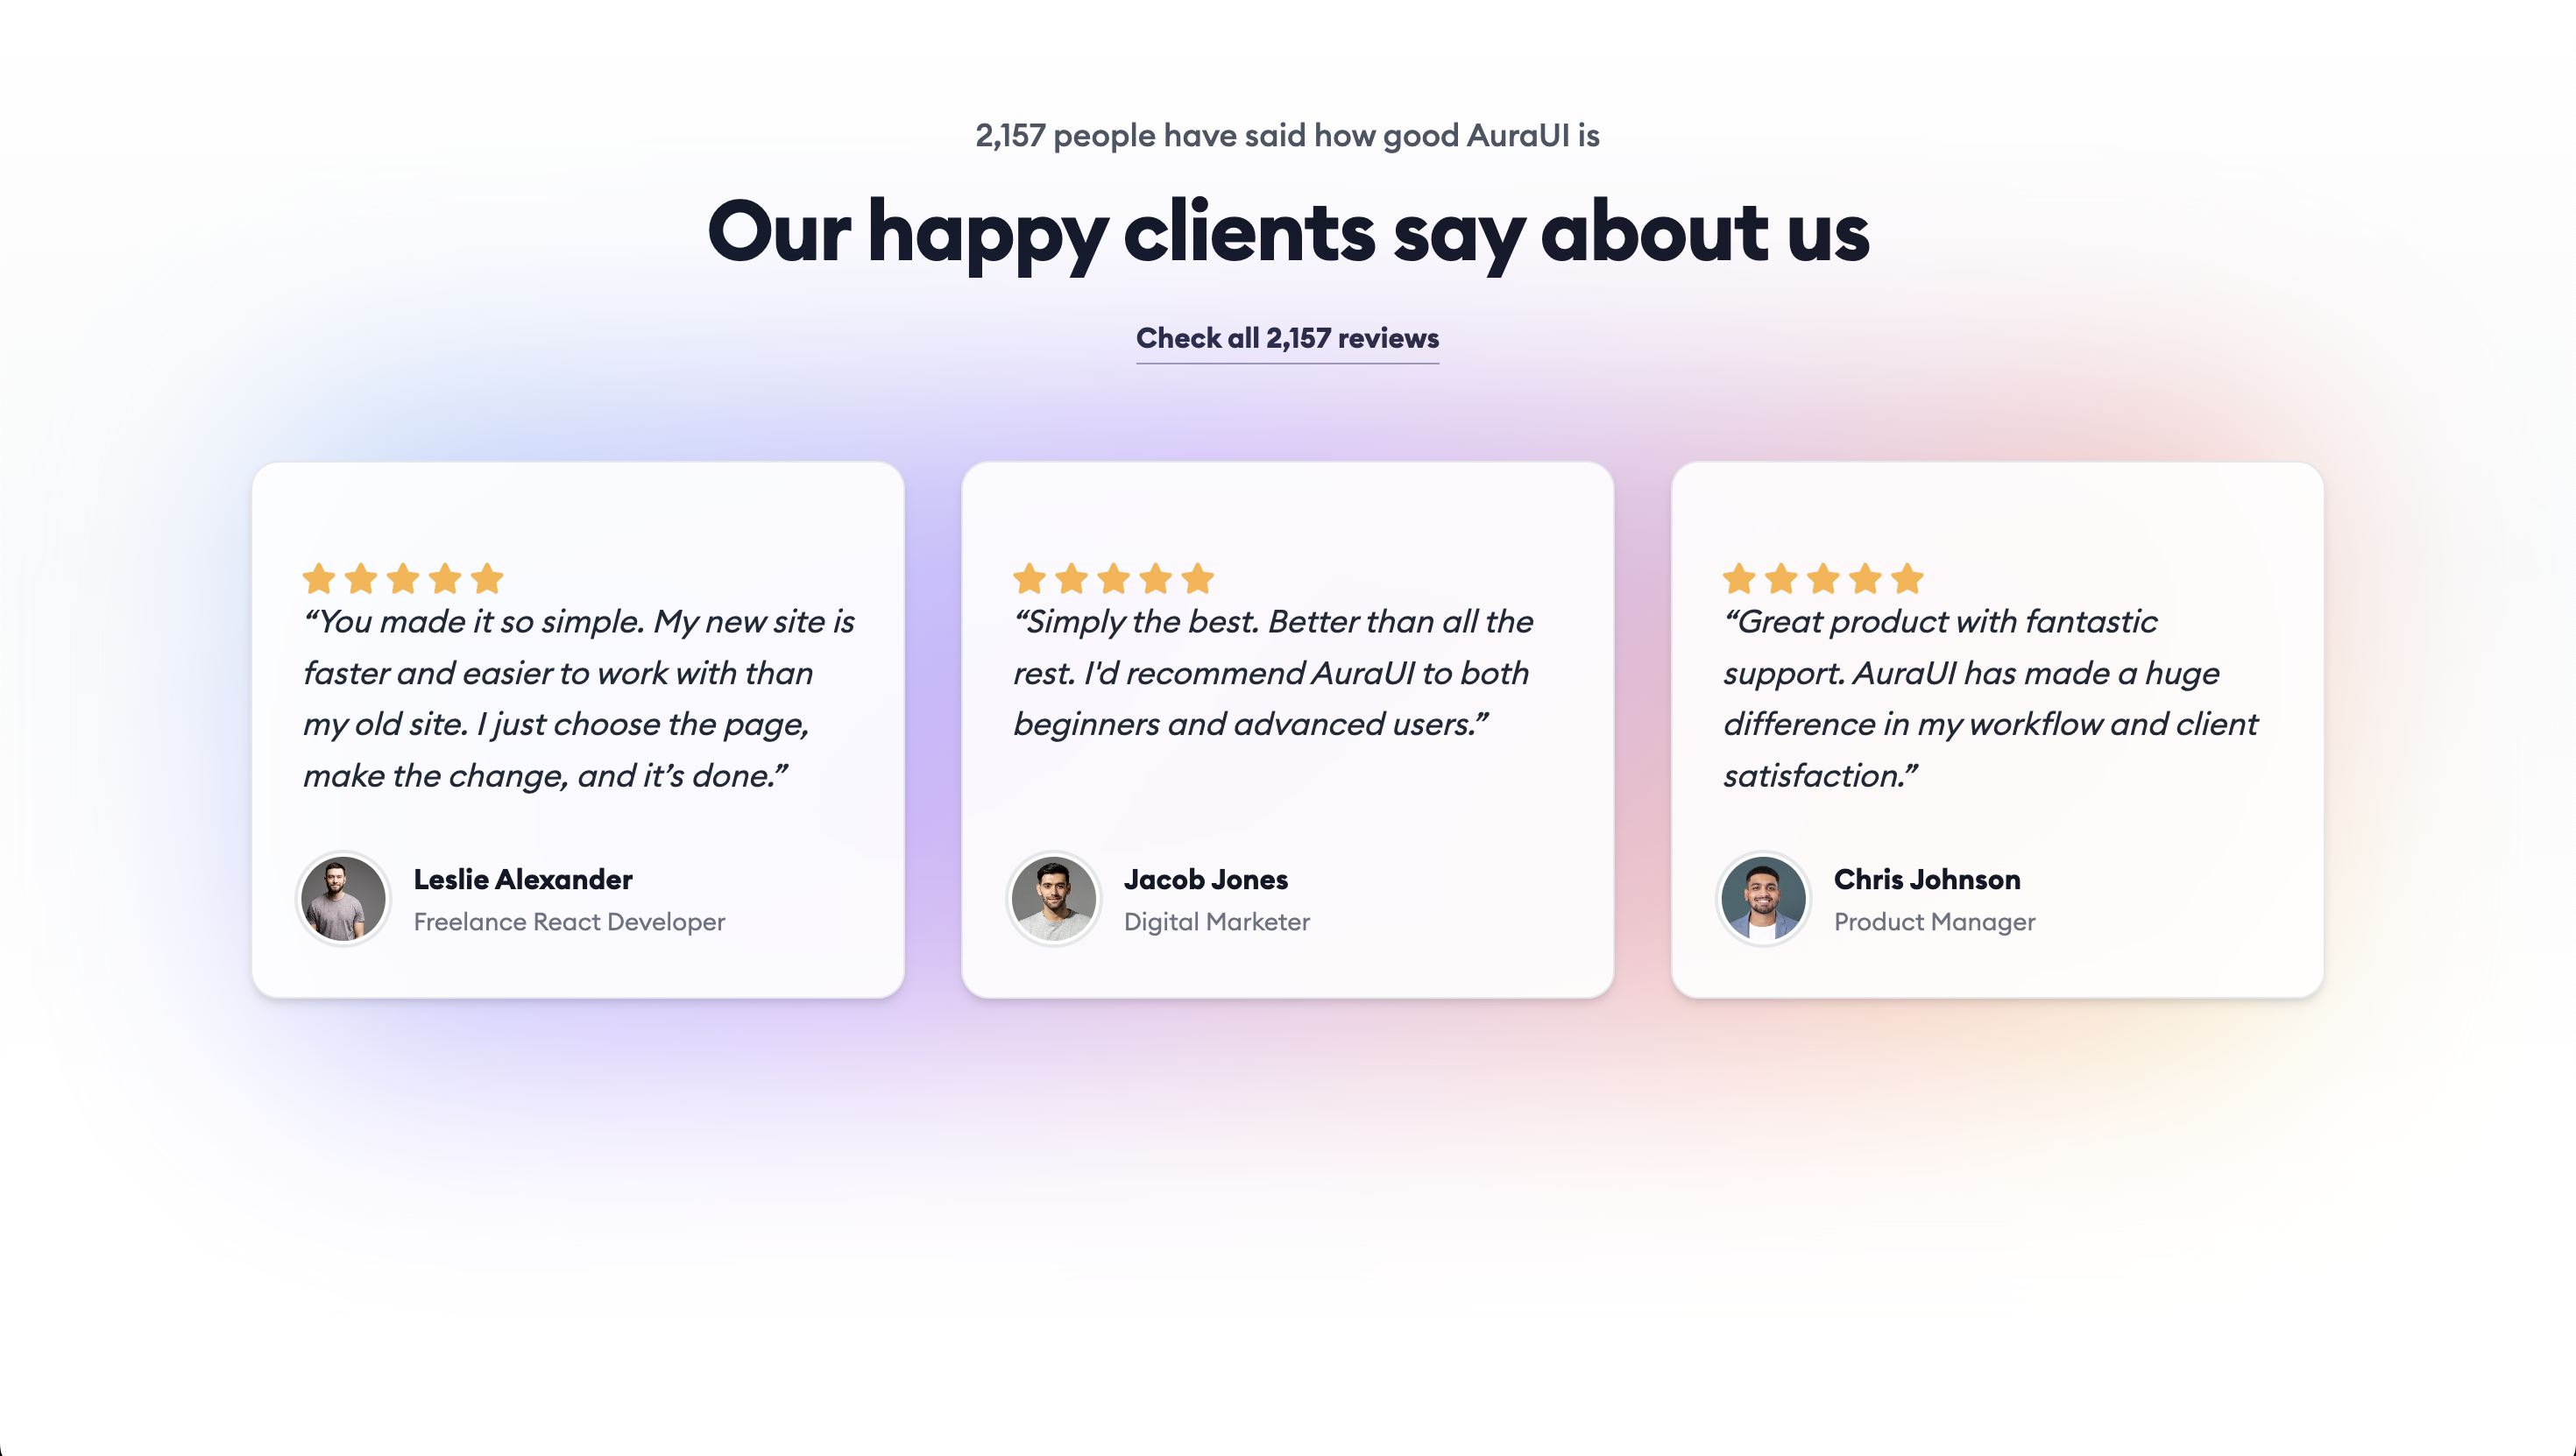 2,157 people have said how good AuraUI is
Our happy clients say about us
Check all 2,157 reviews
“You made it so simple. My new site is
faster and easier to work with than
my old site. I just choose the page,
make the change, and it’s done.”
Leslie Alexander
Freelance React Developer
“Simply the best. Better than all the
rest. I'd recommend AuraUI to both
beginners and advanced users.”
Jacob Jones
Digital Marketer
“Great product with fantastic
support. AuraUI has made a huge
difference in my workflow and client
satisfaction.”
Chris Johnson
Product Manager